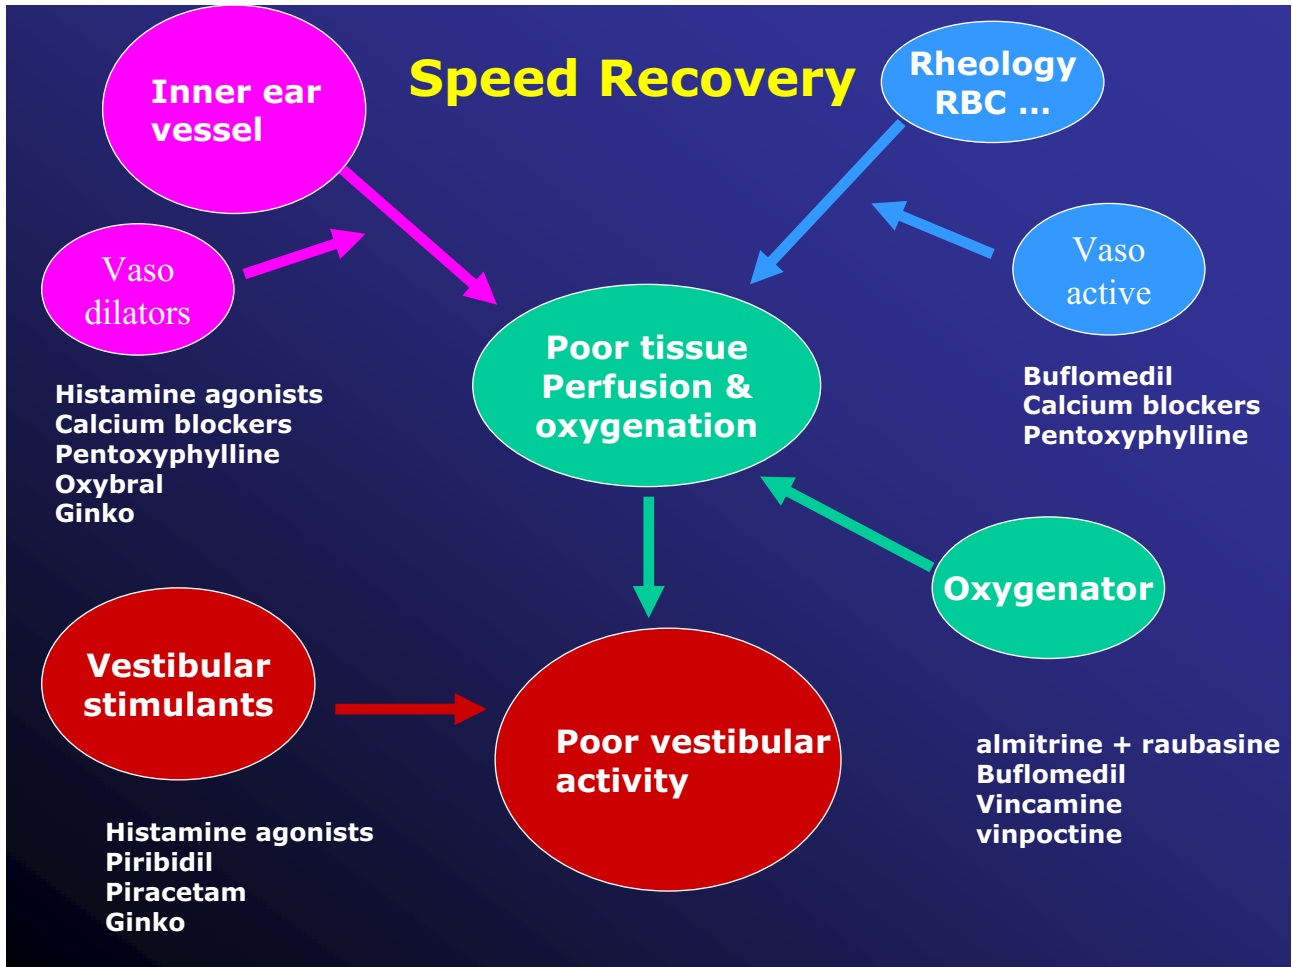 Speed Recovery
Inner ear
vessel
Rheology
RBC ...
Vaso
dilators
Vaso
active
Poor tissue
Perfusion &
oxygenation
Histamine agonists
Calcium blockers
Pentoxyphylline
Oxybral
Ginko
Buflomedil
Calcium blockers
Pentoxyphylline
Oxygenator
Vestibular
stimulants
Poor vestibular
activity
almitrine + raubasine
Buflomedil
Vincamine
vinpoctine
Histamine agonists
Piribidil
Piracetam
Ginko